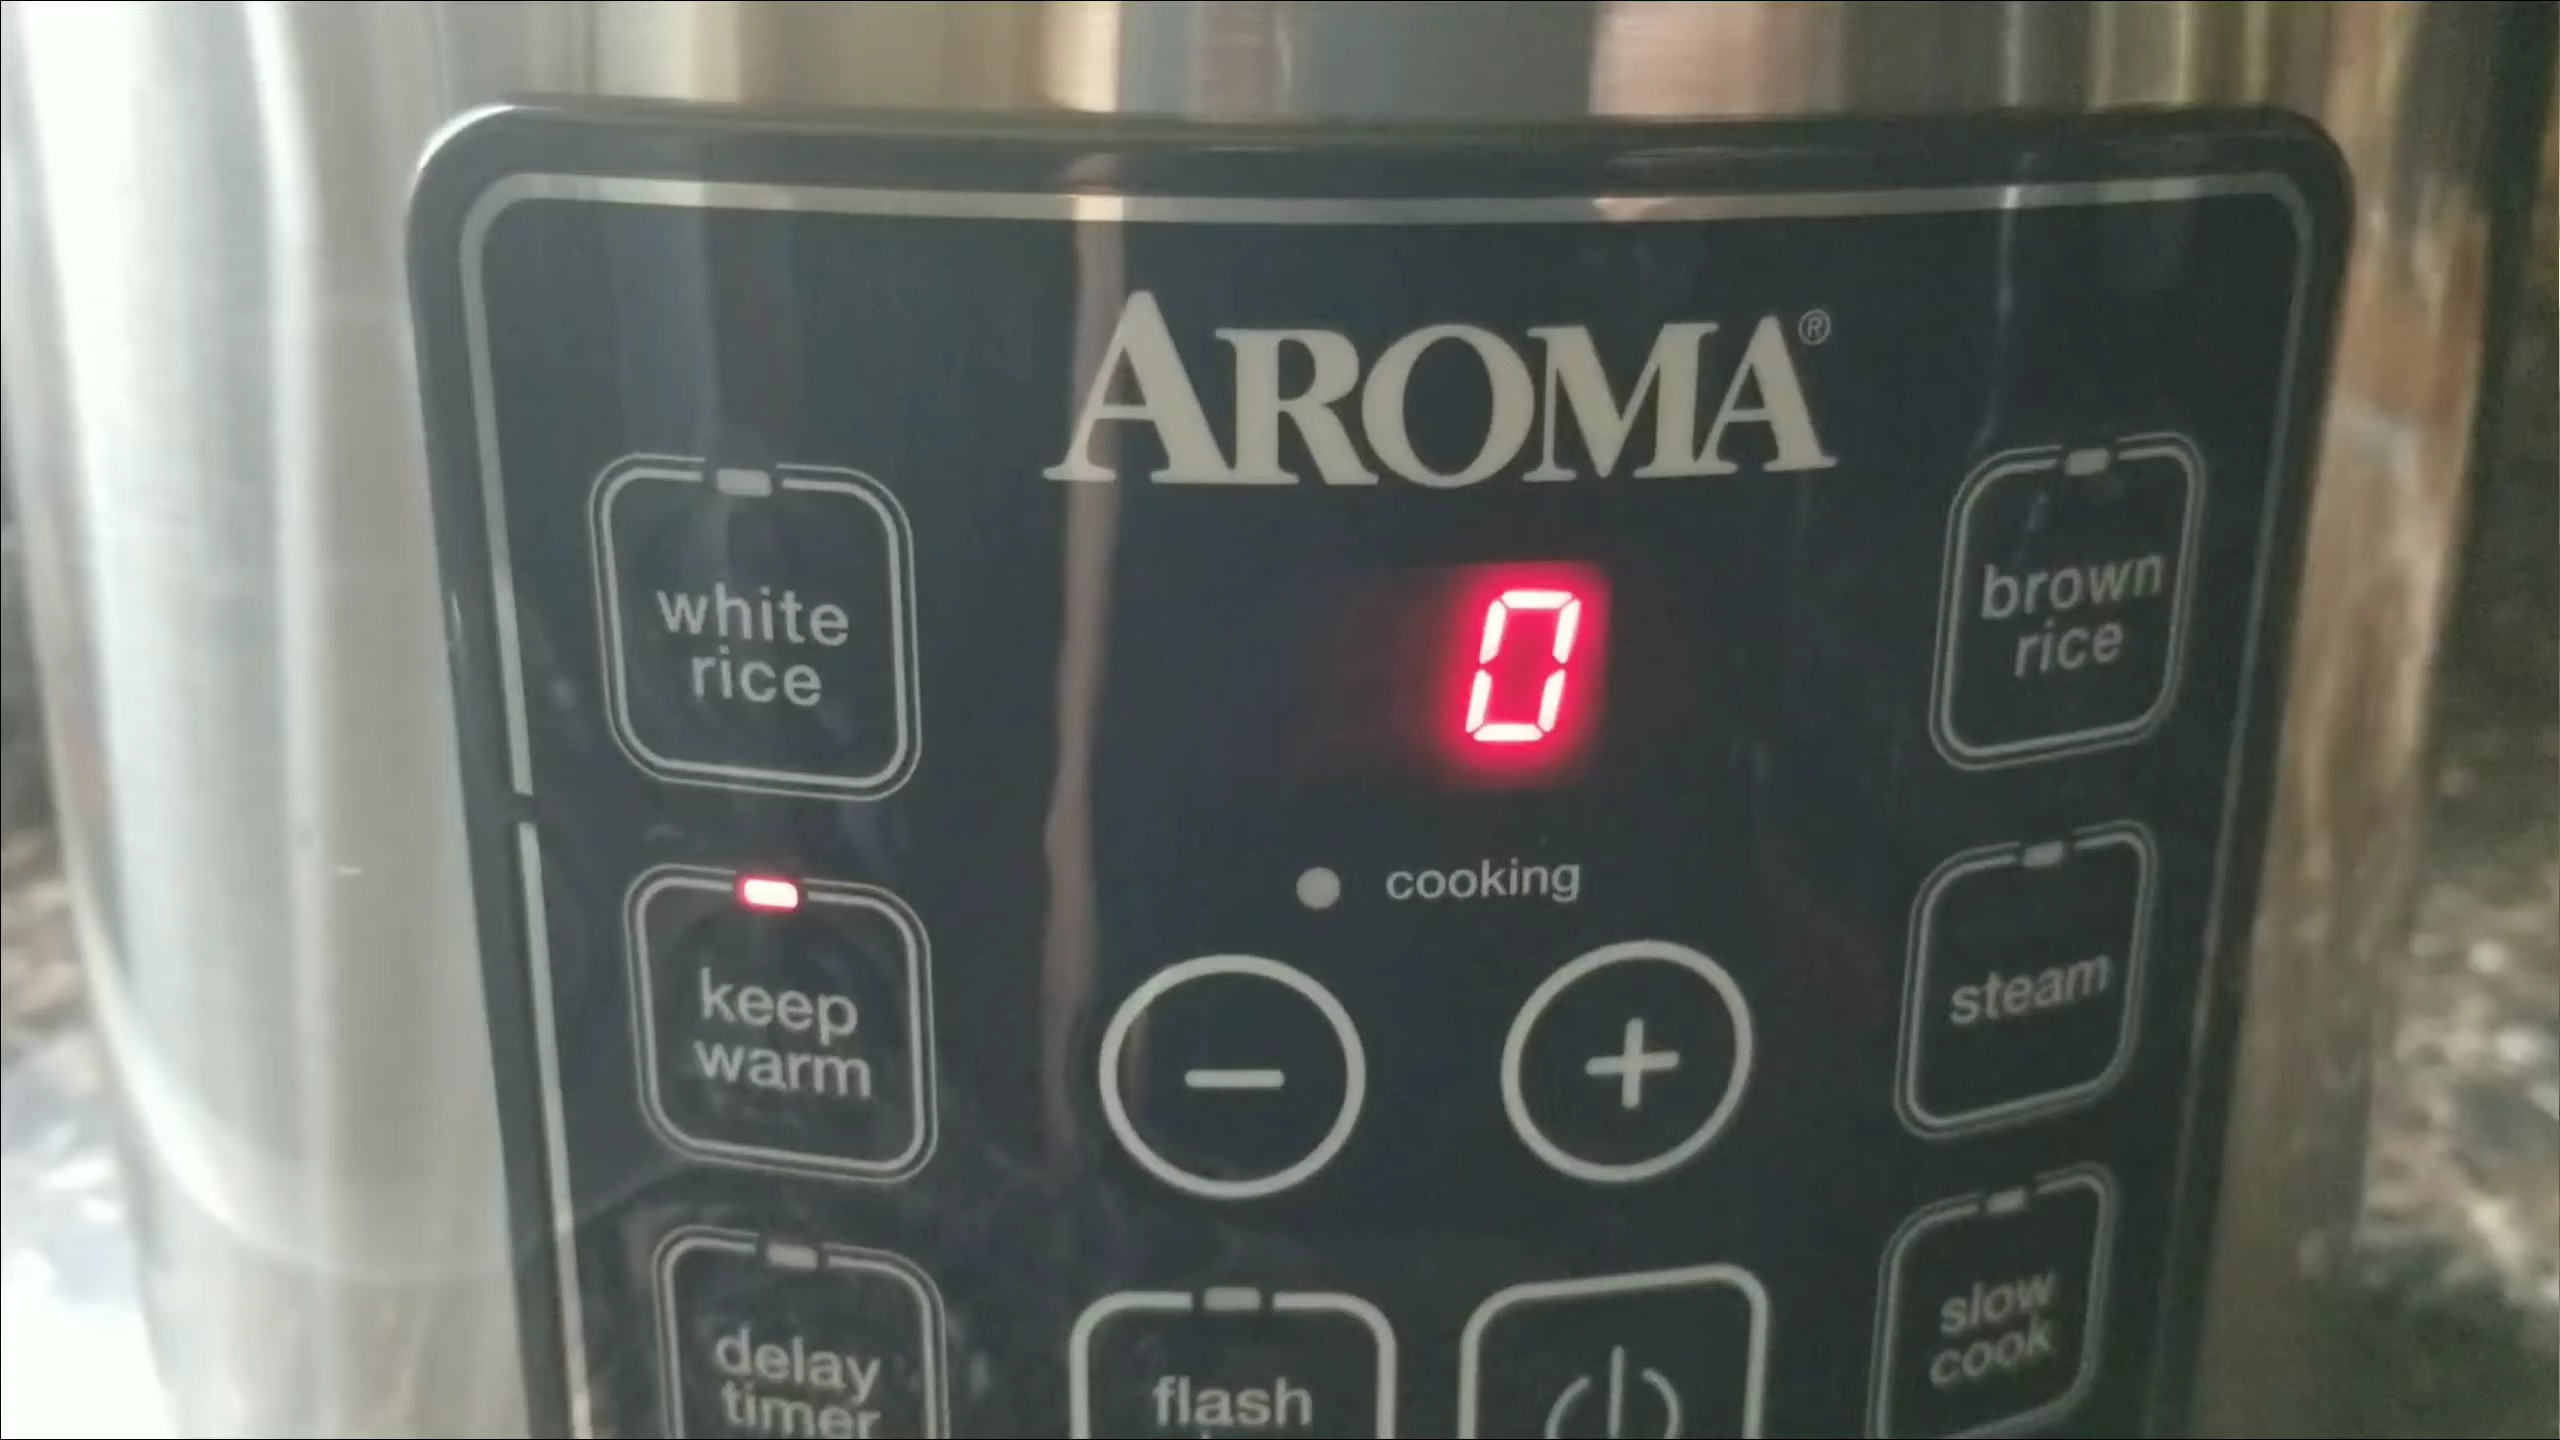 AROMA®
white
rice
0
brown
rice
cooking
keep
warm
−
+
steam
delay
timer
flash
slow
cook